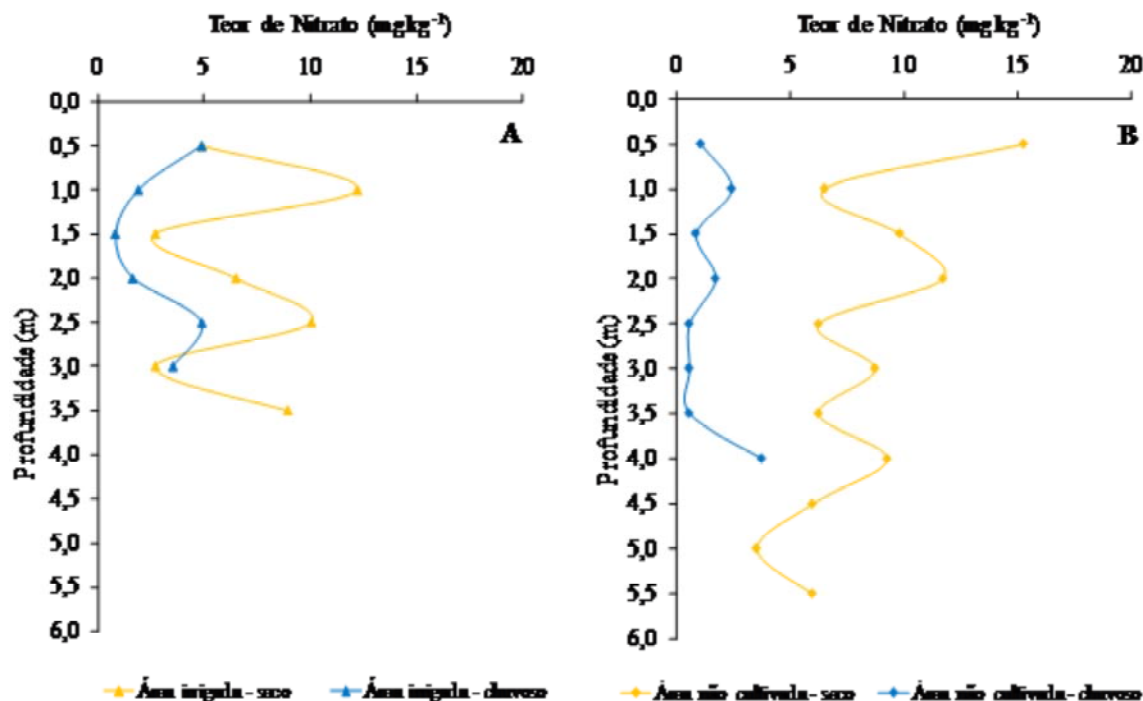 Teor de Nitrato (mg kg⁻¹)
0 5 10 15 20
0,0
A
0,5
1,0
1,5
2,0
2,5
3,0
3,5
4,0
4,5
5,0
5,5
6,0
Profundidade (m)
Área irrigada - seco
Área irrigada - chuvoso
Teor de Nitrato (mg kg⁻¹)
0 5 10 15 20
0,0
B
0,5
1,0
1,5
2,0
2,5
3,0
3,5
4,0
4,5
5,0
5,5
6,0
Profundidade (m)
Área não cultivada - seco
Área não cultivada - chuvoso